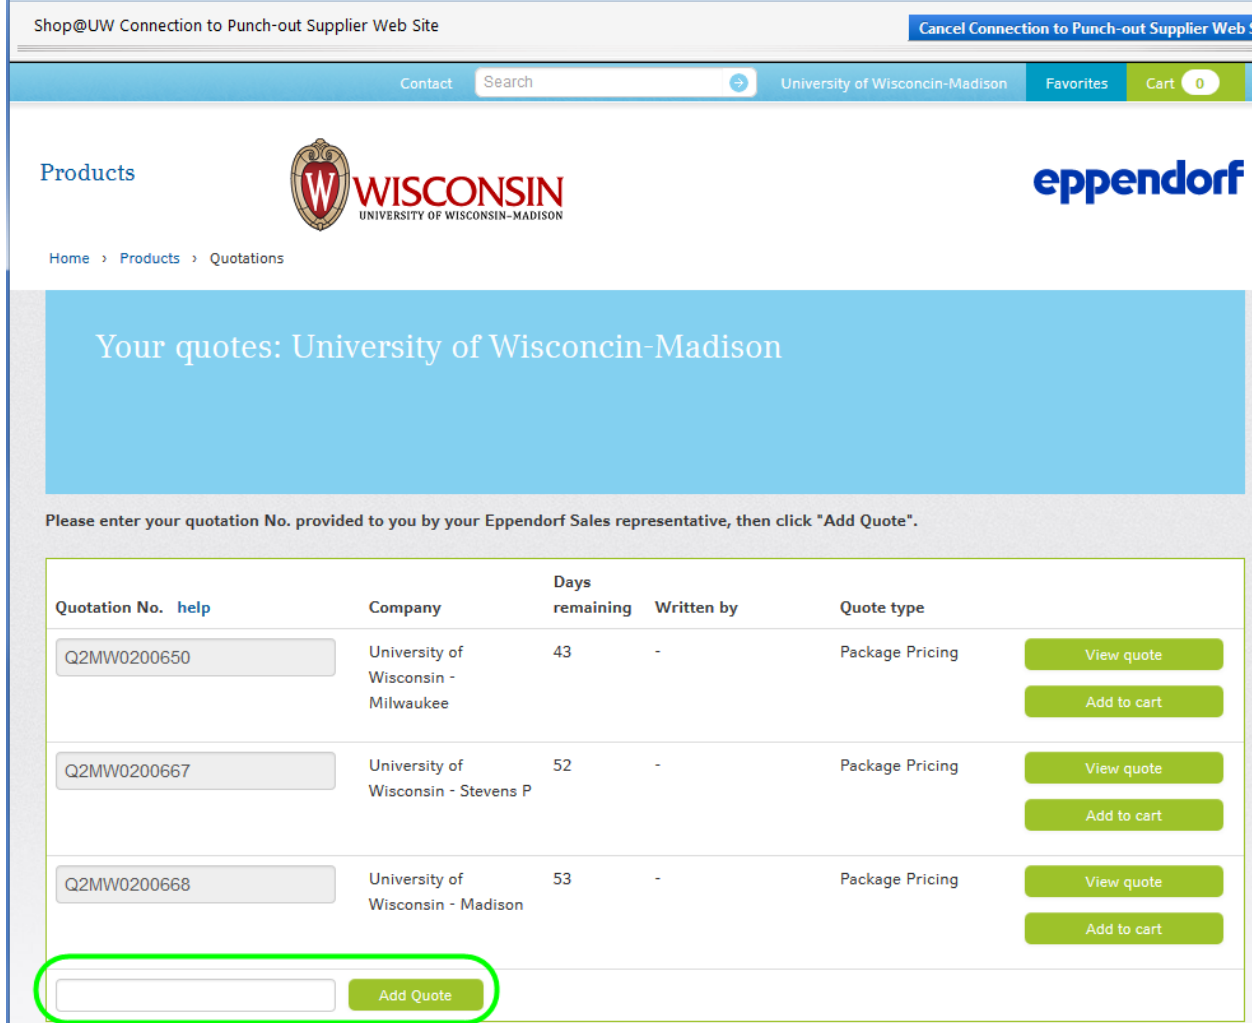 Shop@UW Connection to Punch-out Supplier Web Site
Cancel Connection to Punch-out Supplier Web
Contact
Search
University of Wisconcin-Madison
Favorites
Cart 0
Products
W
WISCONSIN
UNIVERSITY OF WISCONSIN-MADISON
eppendorf
Home › Products › Quotations
Your quotes: University of Wisconcin-Madison
Please enter your quotation No. provided to you by your Eppendorf Sales representative, then click "Add Quote".
Quotation No. help
Company
Days remaining
Written by
Quote type
Q2MW0200650
University of
Wisconsin -
Milwaukee
43
-
Package Pricing
View quote
Add to cart
Q2MW0200667
University of
Wisconsin - Stevens P
52
-
Package Pricing
View quote
Add to cart
Q2MW0200668
University of
Wisconsin - Madison
53
-
Package Pricing
View quote
Add to cart
Add Quote